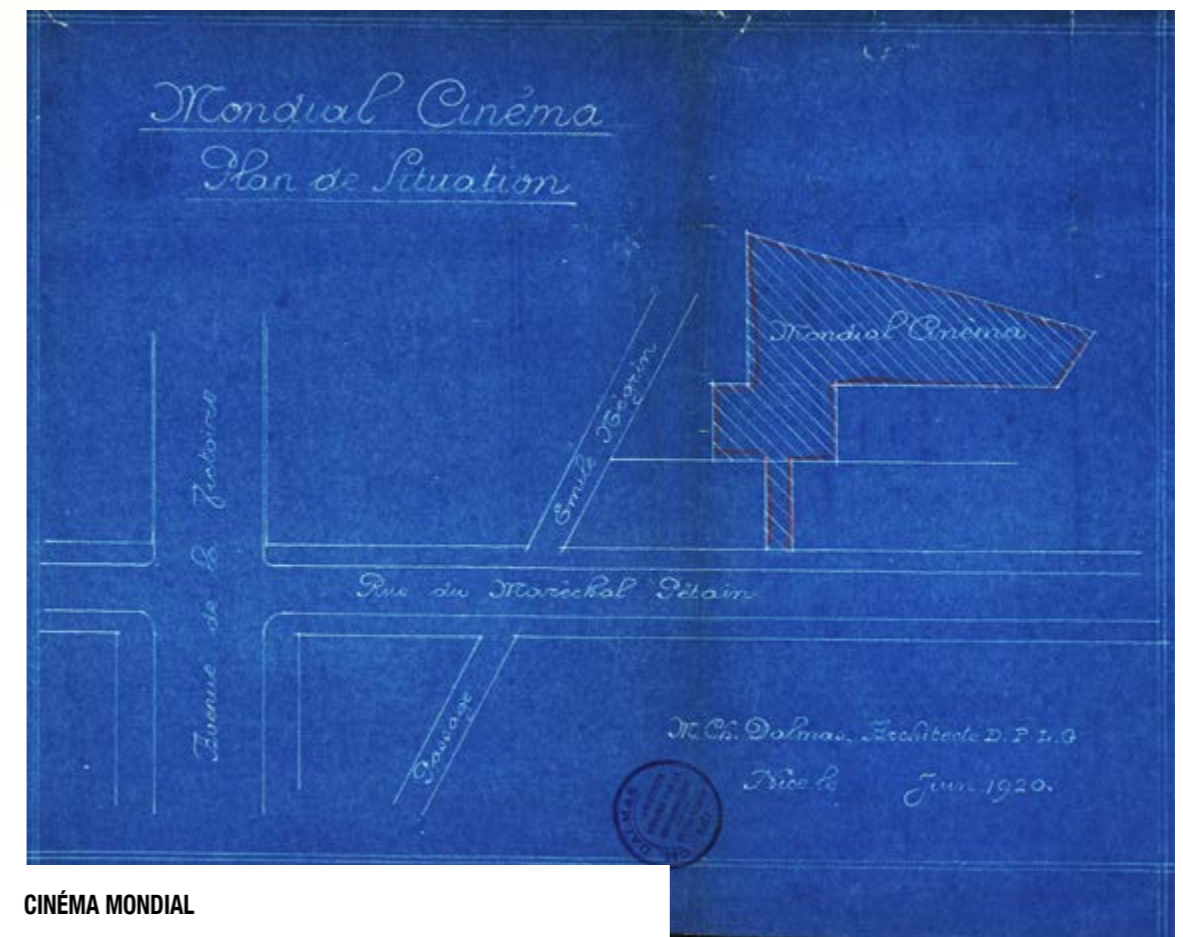 Mondial Cinéma
Plan de Situation
Mondial Cinéma
Emile Négrin
Avenue de la Victoire
Rue du Maréchal Pétain
Passage
M. Ch. Dalmas. Architecte D. P. L. G
Nice le Juin 1920.
DALMAS
CINÉMA MONDIAL